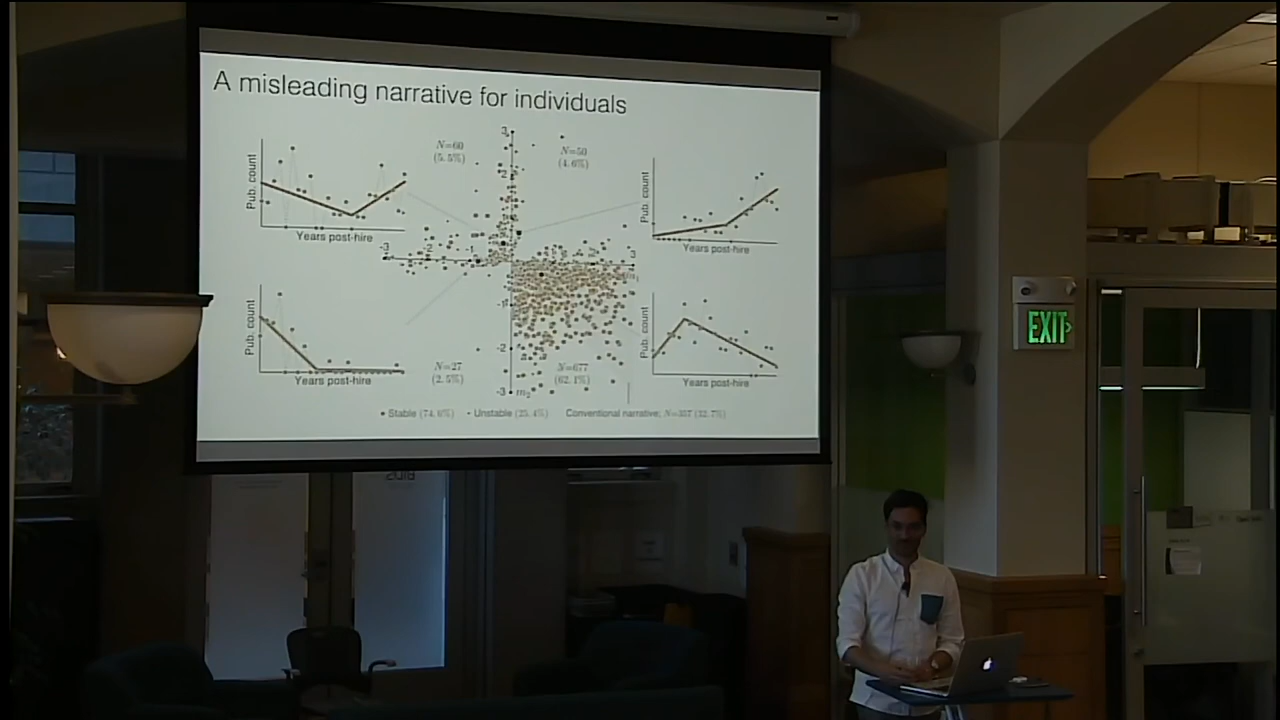 A misleading narrative for individuals
N=60
(5.5%)
N=50
(4.6%)
Pub. count
Years post-hire
Pub. count
Years post-hire
3
2
-3
-2
-1
3
-1
-2
-3
m₂
Pub. count
Years post-hire
Pub. count
Years post-hire
N=27
(2.5%)
N=677
(62.1%)
Stable (74.6%)
Unstable (25.4%)
Conventional narrative; N=357 (32.7%)
EXIT